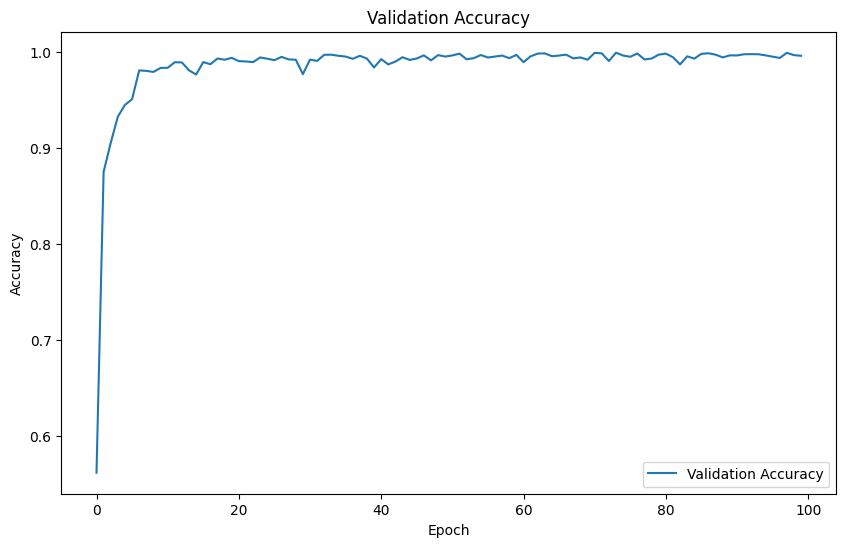 Validation Accuracy
1.0
0.9
0.8
0.7
0.6
Accuracy
0 20 40 60 80 100
Epoch
Validation Accuracy